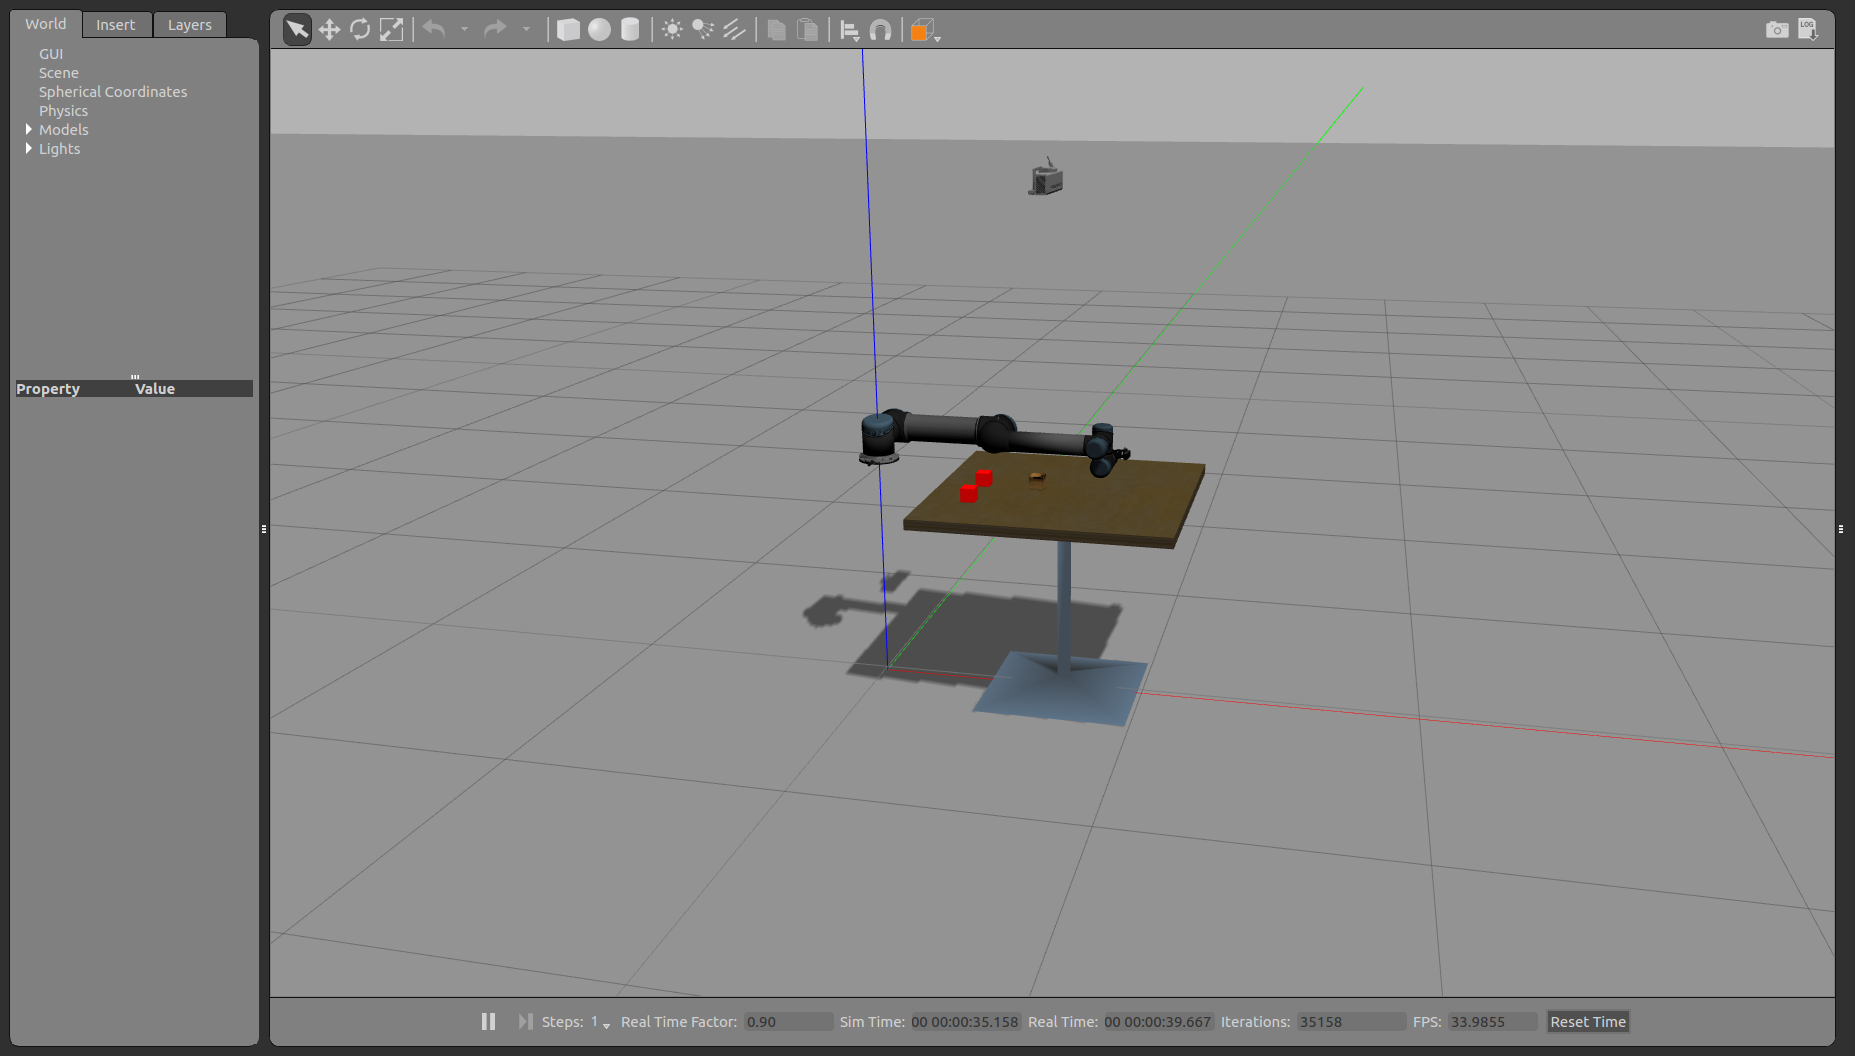 World Insert Layers
GUI
Scene
Spherical Coordinates
Physics
Models
Lights
Property Value
LOG
Steps: 1 Real Time Factor: 0.90 Sim Time: 00 00:00:35.158 Real Time: 00 00:00:39.667 Iterations: 35158 FPS: 33.9855 Reset Time